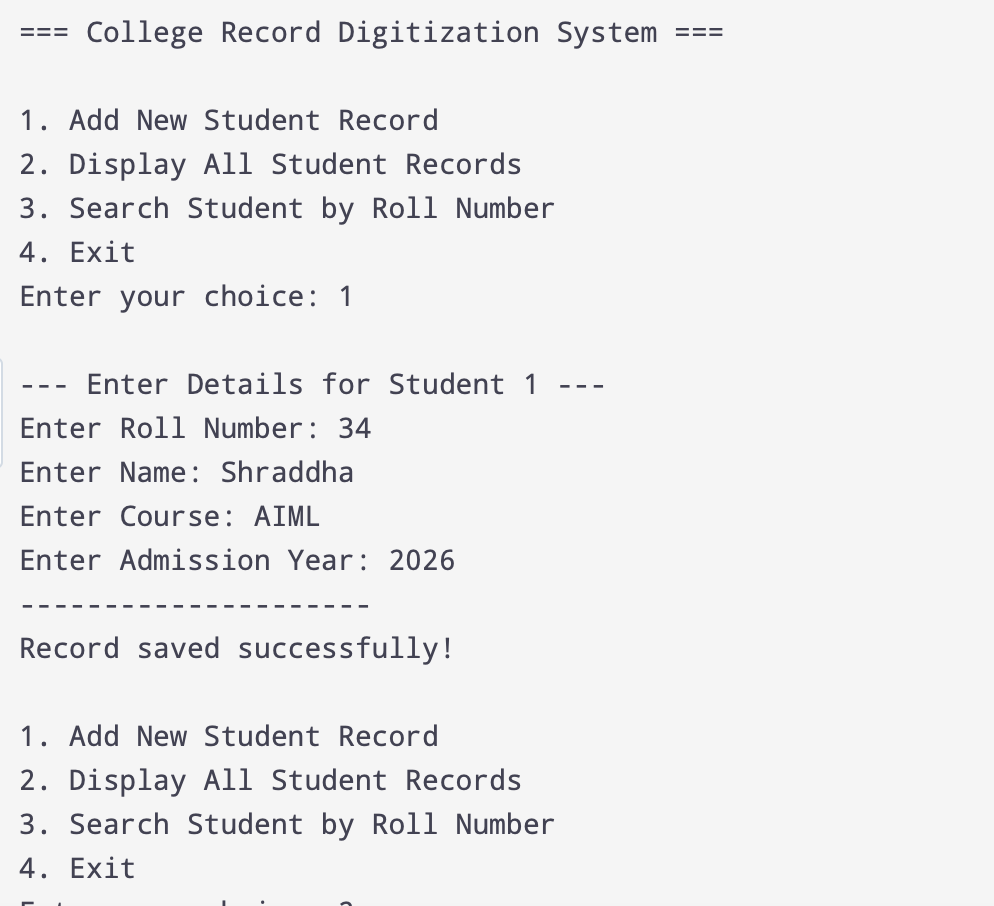 === College Record Digitization System ===
1. Add New Student Record
2. Display All Student Records
3. Search Student by Roll Number
4. Exit
Enter your choice: 1
--- Enter Details for Student 1 ---
Enter Roll Number: 34
Enter Name: Shraddha
Enter Course: AIML
Enter Admission Year: 2026
---------------------
Record saved successfully!
1. Add New Student Record
2. Display All Student Records
3. Search Student by Roll Number
4. Exit